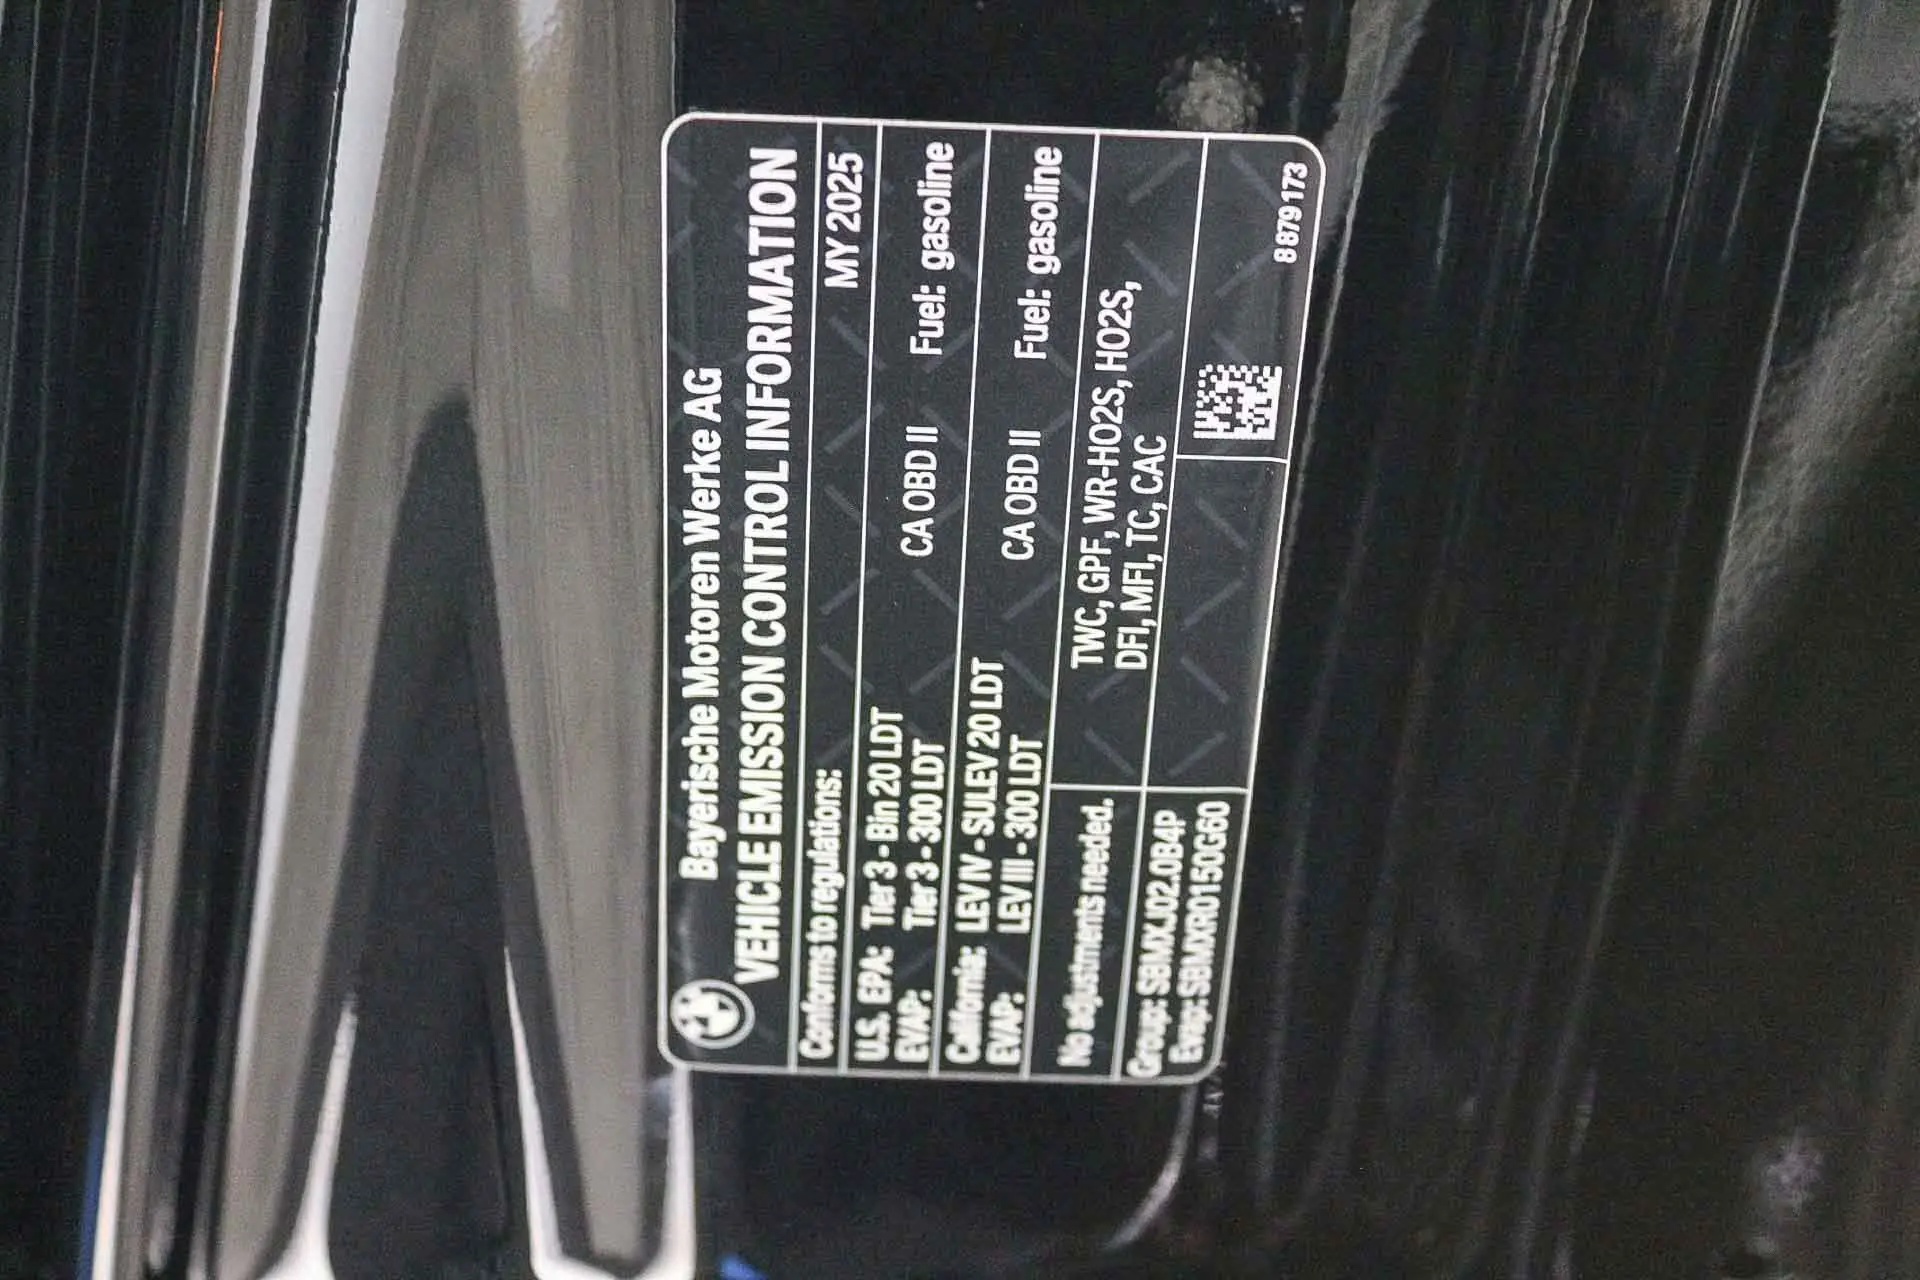 Bayerische Motoren Werke AG
VEHICLE EMISSION CONTROL INFORMATION
Conforms to regulations: MY 2025
U.S. EPA: Tier 3 - Bin 20 LDT
EVAP: Tier 3 - 300 LDT CA OBD II Fuel: gasoline
California: LEV IV - SULEV 20 LDT
EVAP: LEV III - 300 LDT CA OBD II Fuel: gasoline
No adjustments needed. TWC, GPF, WR-HO2S, HO2S,
DFI, MFI, TC, CAC
Group: SBMXJ02.0B4P
Evap: SBMXR0150G60
8 879 173